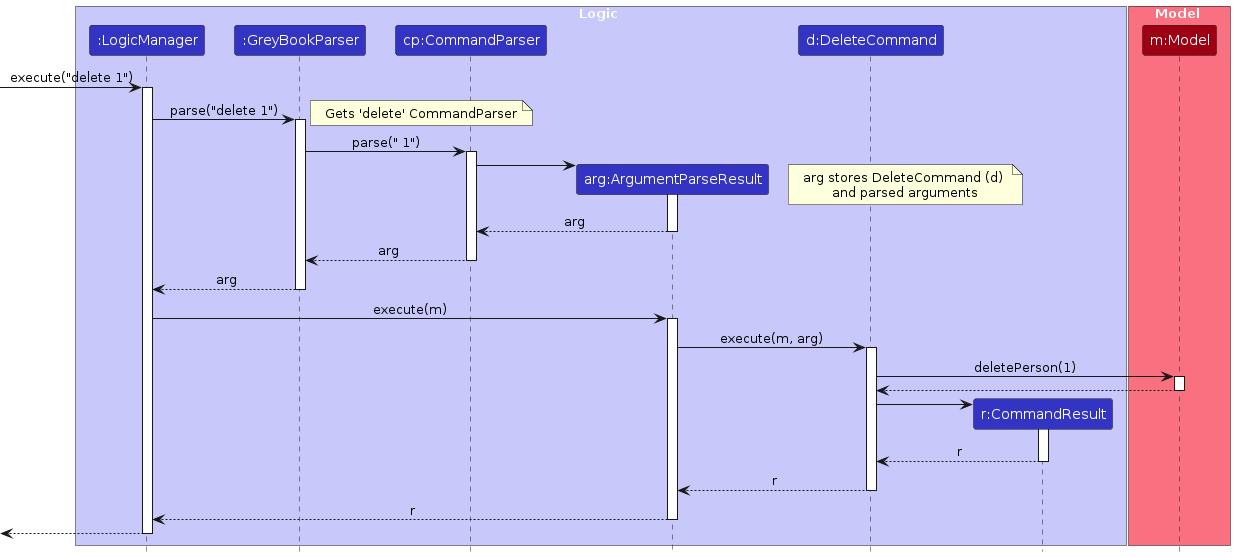 Logic
Model
:LogicManager
:GreyBookParser
cp:CommandParser
d:DeleteCommand
m:Model
execute("delete 1")
parse("delete 1")
Gets 'delete' CommandParser
parse(" 1")
arg:ArgumentParseResult
arg stores DeleteCommand (d)
and parsed arguments
arg
arg
arg
execute(m)
execute(m, arg)
deletePerson(1)
r:CommandResult
r
r
r